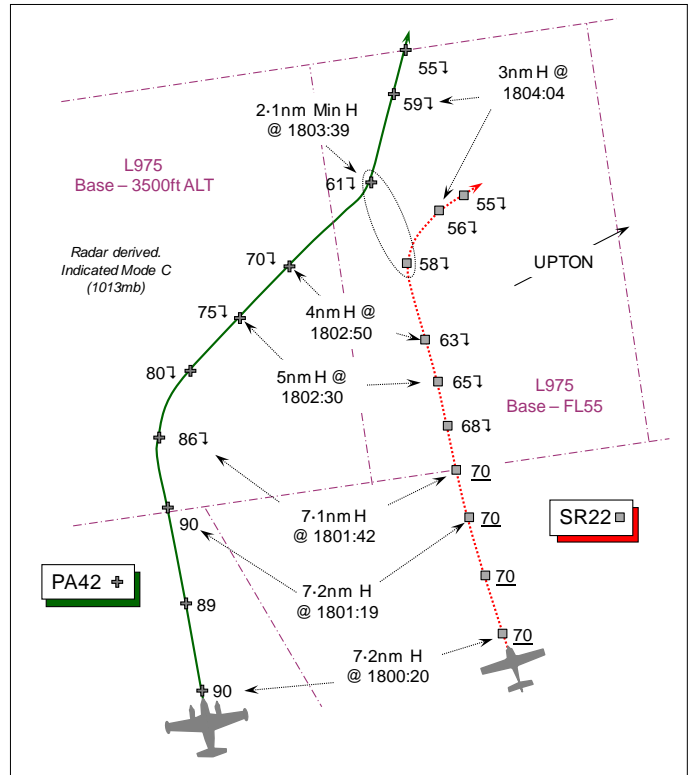 55↴
3nm H @
1804:04
59↴
2·1nm Min H
@ 1803:39
L975
Base – 3500ft ALT
61↴
55↴
56↴
Radar derived.
Indicated Mode C
(1013mb)
70↴
58↴
UPTON
75↴
4nm H @
1802:50
63↴
80↴
5nm H @
1802:30
65↴
L975
Base – FL55
68↴
86↴
70
7·1nm H
@ 1801:42
90
70
SR22
PA42
7·2nm H
@ 1801:19
70
89
70
7·2nm H
@ 1800:20
90